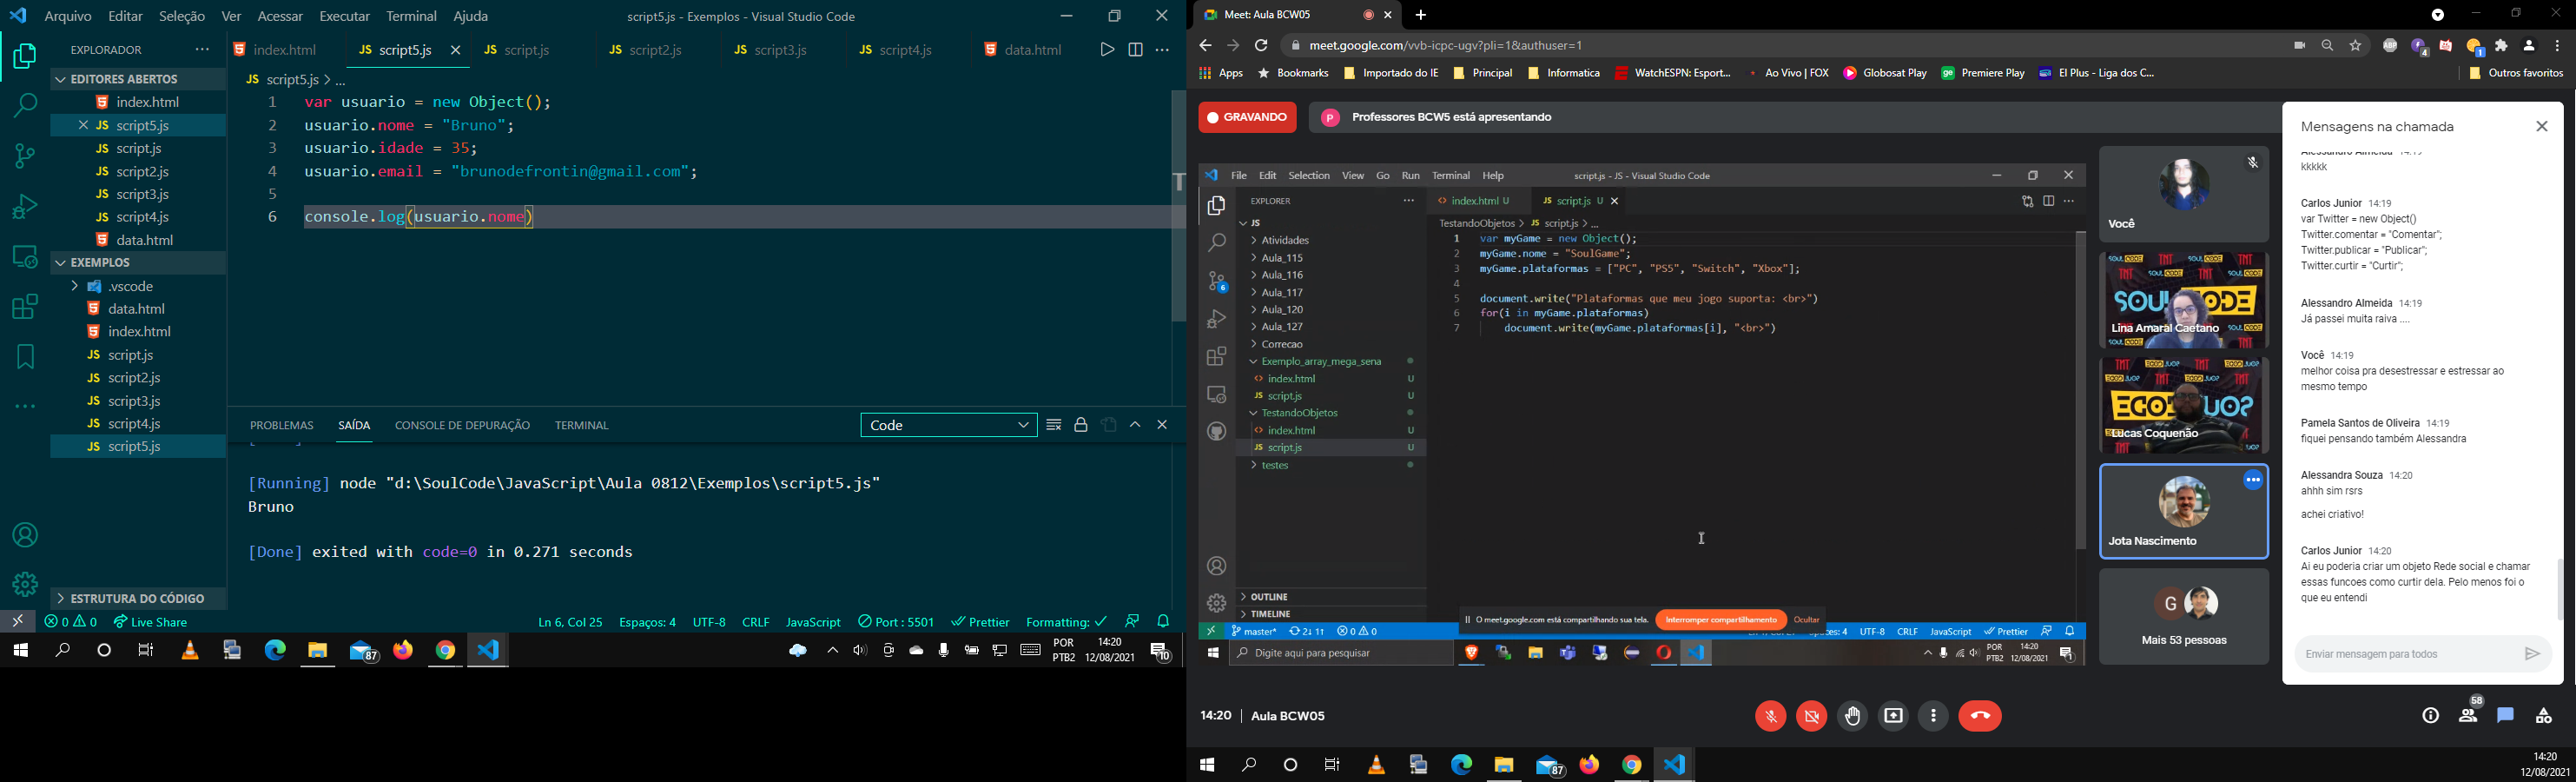 Arquivo Editar Seleção Ver Acessar Executar Terminal Ajuda
script5.js - Exemplos - Visual Studio Code
EXPLORADOR
EDITORES ABERTOS
index.html
script5.js
script.js
script2.js
script3.js
script4.js
data.html
EXEMPLOS
.vscode
data.html
index.html
script.js
script2.js
script3.js
script4.js
script5.js
ESTRUTURA DO CÓDIGO
index.html
JS script5.js
JS script.js
JS script2.js
JS script3.js
JS script4.js
data.html
JS script5.js > ...
1 var usuario = new Object();
2 usuario.nome = "Bruno";
3 usuario.idade = 35;
4 usuario.email = "brunodefrontin@gmail.com";
5
6 console.log(usuario.nome)
PROBLEMAS SAÍDA CONSOLE DE DEPURAÇÃO TERMINAL
Code
[Running] node "d:\SoulCode\JavaScript\Aula 0812\Exemplos\script5.js"
Bruno
[Done] exited with code=0 in 0.271 seconds
0 0 Live Share
Ln 6, Col 25 Espaços: 4 UTF-8 CRLF JavaScript Port : 5501 Prettier Formatting:
87
POR
PTB2
14:20
12/08/2021
10
Meet: Aula BCW05
meet.google.com/vvb-icpc-ugv?pli=1&authuser=1
Apps Bookmarks Importado do IE Principal Informatica WatchESPN: Esport... Ao Vivo | FOX Globosat Play Premiere Play EI Plus - Liga dos C... Outros favoritos
GRAVANDO
P Professores BCW5 está apresentando
File Edit Selection View Go Run Terminal Help
script.js - JS - Visual Studio Code
EXPLORER
JS
Atividades
Aula_115
Aula_116
Aula_117
Aula_120
Aula_127
Correcao
Exemplo_array_mega_sena
index.html U
JS script.js U
TestandoObjetos
index.html U
JS script.js U
testes
OUTLINE
TIMELINE
index.html U
JS script.js U
TestandoObjetos > JS script.js > ...
1 var myGame = new Object();
2 myGame.nome = "SoulGame";
3 myGame.plataformas = ["PC", "PS5", "Switch", "Xbox"];
4
5 document.write("Plataformas que meu jogo suporta: <br>")
6 for(i in myGame.plataformas)
7 document.write(myGame.plataformas[i], "<br>")
O meet.google.com está compartilhando sua tela. Interromper compartilhamento Ocultar
master* 2↓ 1↑ 0 0
UTF-8 CRLF JavaScript Prettier
Digite aqui para pesquisar
POR
PTB2
14:20
12/08/2021
Você
SOUL CODE
TNT
Lina Amaral Caetano
Lucas Coquenão
Jota Nascimento
G
Mais 53 pessoas
Mensagens na chamada
Alessandro Almeida 14:19
kkkkk
Carlos Junior 14:19
var Twitter = new Object()
Twitter.comentar = "Comentar";
Twitter.publicar = "Publicar";
Twitter.curtir = "Curtir";
Alessandro Almeida 14:19
Já passei muita raiva ....
Você 14:19
melhor coisa pra desestressar e estressar ao
mesmo tempo
Pamela Santos de Oliveira 14:19
fiquei pensando também Alessandra
Alessandra Souza 14:20
ahhh sim rsrs
achei criativo!
Carlos Junior 14:20
Ai eu poderia criar um objeto Rede social e chamar
essas funcoes como curtir dela. Pelo menos foi o
que eu entendi
Enviar mensagem para todos
14:20 | Aula BCW05
58
87
14:20
12/08/2021